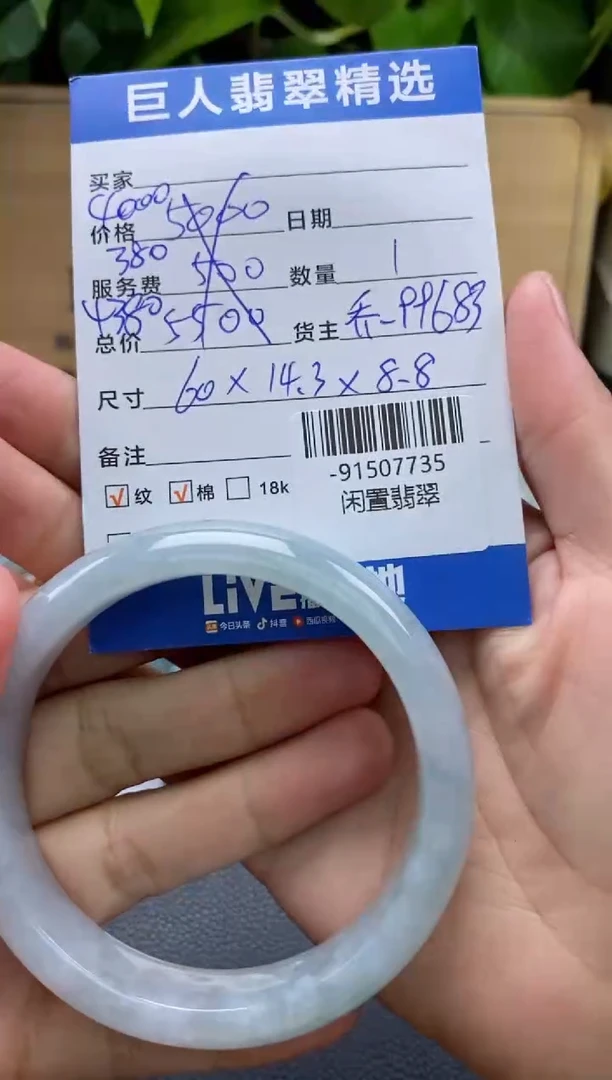 巨人翡翠精选
买家
4000
价格 5000 日期
380
服务费 500 数量 1
4380
总价 5500 货主 乔-99683
尺寸 60 x 14.3 x 8-8
备注
-91507735
√ 纹 √ 棉 18k
闲置翡翠
LiVE 地
今日头条 抖音 西瓜视频